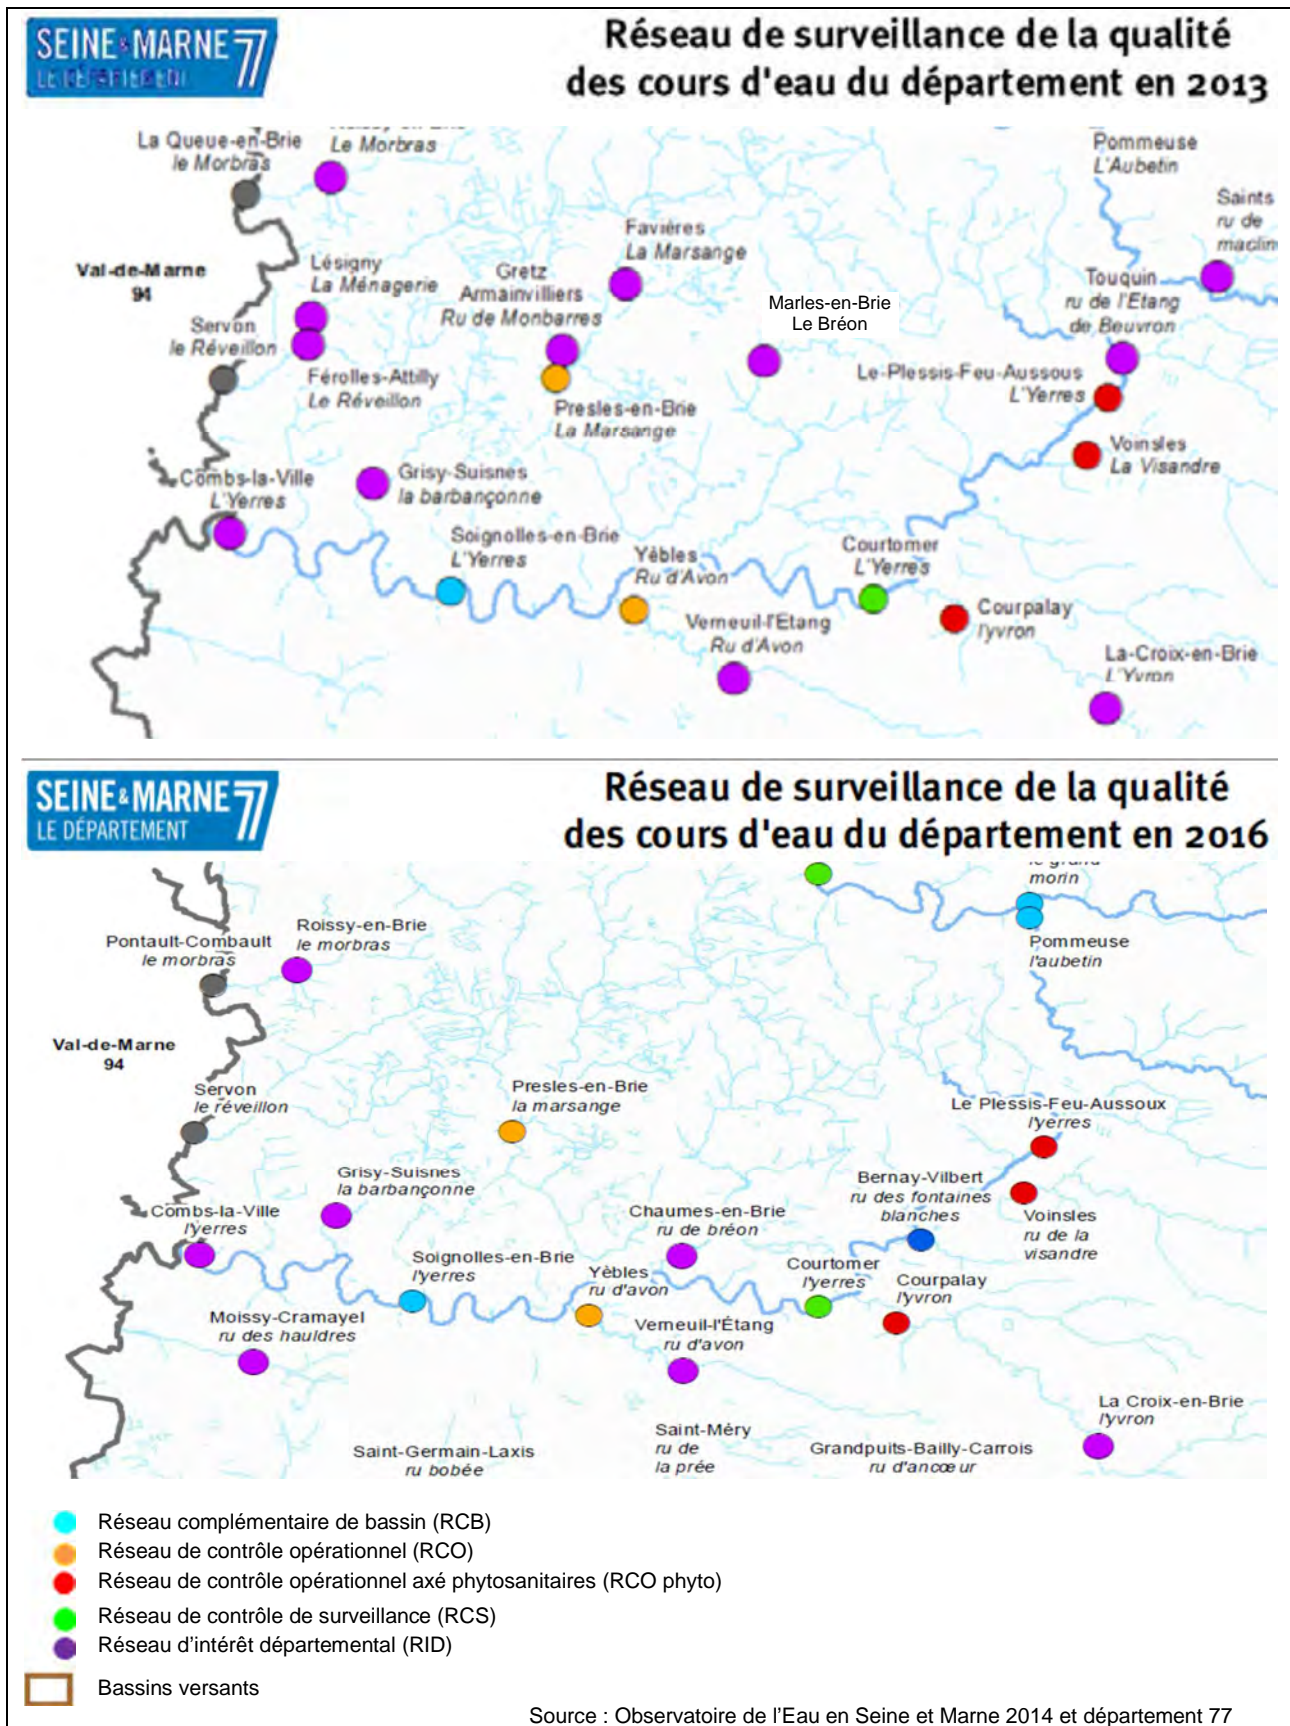 SEINE & MARNE 77
LE DÉPARTEMENT
Réseau de surveillance de la qualité
des cours d'eau du département en 2013
La Queue-en-Brie
le Morbras
Le Morbras
Pommeuse
L'Aubetin
Saints
ru de
maclin
Favières
La Marsange
Val-de-Marne
94
Lésigny
La Ménagerie
Gretz
Armainvilliers
Ru de Monbarres
Touquin
ru de l'Etang
de Beuvron
Marles-en-Brie
Le Bréon
Servon
le Réveillon
Férolles-Attilly
Le Réveillon
Le-Plessis-Feu-Aussous
L'Yerres
Presles-en-Brie
La Marsange
Voinsles
La Visandre
Combs-la-Ville
L'Yerres
Grisy-Suisnes
la barbançonne
Soignolles-en-Brie
L'Yerres
Yèbles
Ru d'Avon
Courtomer
L'Yerres
Verneuil-l'Etang
Ru d'Avon
Courpalay
l'yvron
La-Croix-en-Brie
L'Yvron
SEINE & MARNE 77
LE DÉPARTEMENT
Réseau de surveillance de la qualité
des cours d'eau du département en 2016
le grand
morin
Roissy-en-Brie
le morbras
Pontault-Combault
le morbras
Pommeuse
l'aubetin
Val-de-Marne
94
Servon
le réveillon
Presles-en-Brie
la marsange
Le Plessis-Feu-Aussoux
l'yerres
Grisy-Suisnes
la barbançonne
Bernay-Vilbert
ru des fontaines
blanches
Combs-la-Ville
l'yerres
Chaumes-en-Brie
ru de bréon
Voinsles
ru de la
visandre
Soignolles-en-Brie
l'yerres
Yèbles
ru d'avon
Courtomer
l'yerres
Courpalay
l'yvron
Moissy-Cramayel
ru des hauldres
Verneuil-l'Étang
ru d'avon
La Croix-en-Brie
l'yvron
Saint-Germain-Laxis
ru bobée
Saint-Méry
ru de
la prée
Grandpuits-Bailly-Carrois
ru d'ancœur
Réseau complémentaire de bassin (RCB)
Réseau de contrôle opérationnel (RCO)
Réseau de contrôle opérationnel axé phytosanitaires (RCO phyto)
Réseau de contrôle de surveillance (RCS)
Réseau d'intérêt départemental (RID)
Bassins versants
Source : Observatoire de l'Eau en Seine et Marne 2014 et département 77